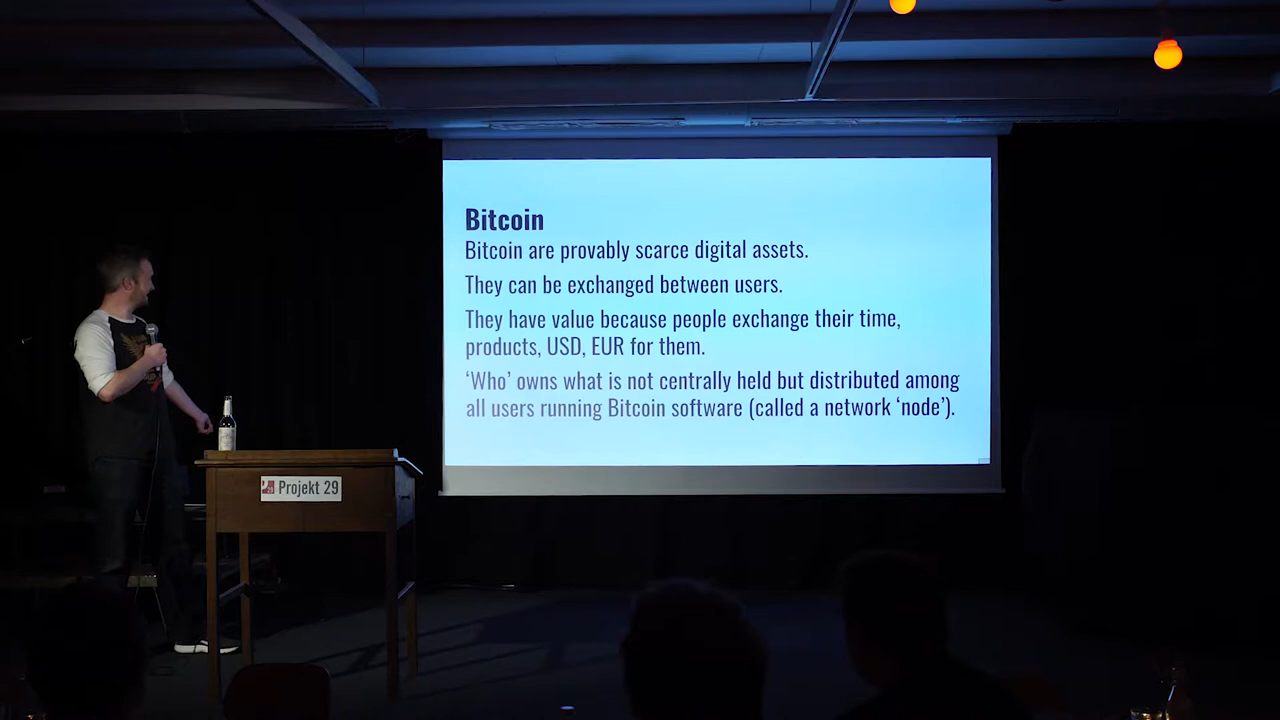 Bitcoin
Bitcoin are provably scarce digital assets.
They can be exchanged between users.
They have value because people exchange their time,
products, USD, EUR for them.
‘Who’ owns what is not centrally held but distributed among
all users running Bitcoin software (called a network ‘node’).
Projekt 29